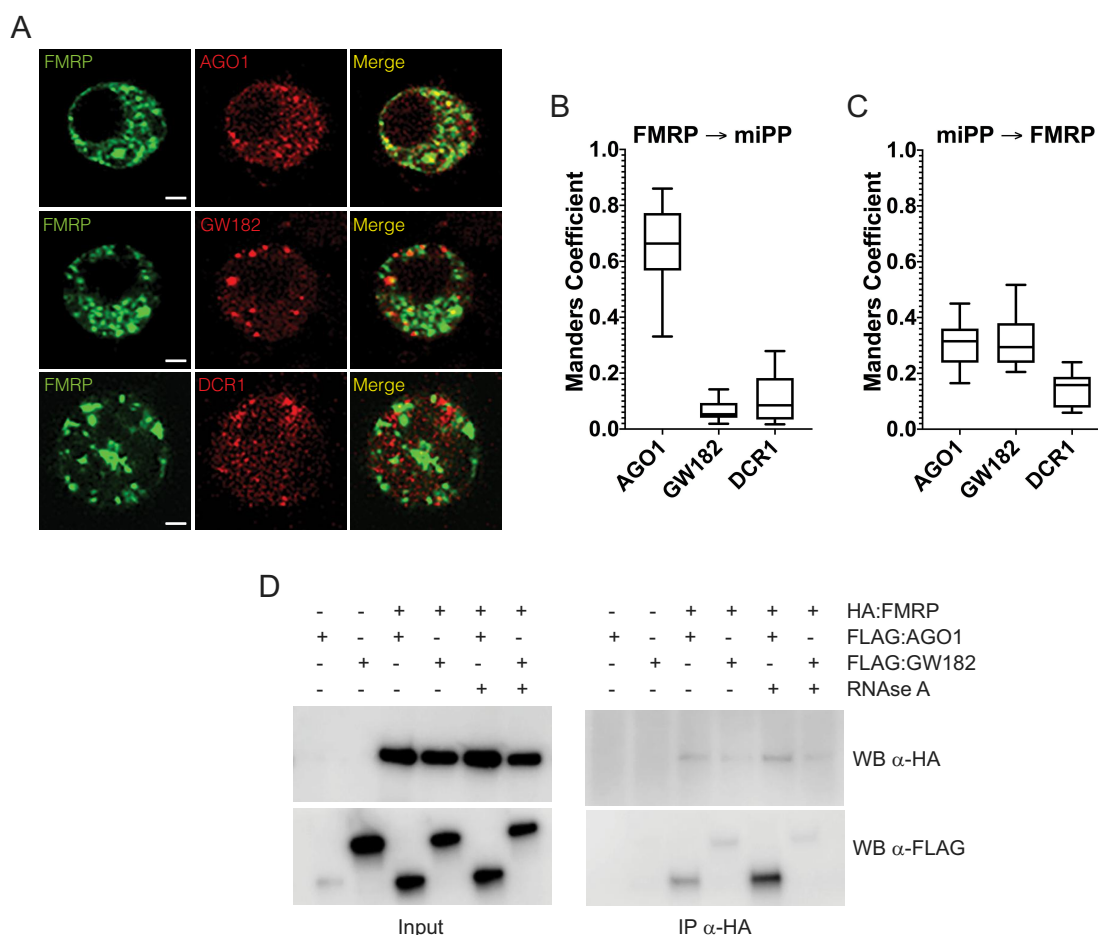 A
FMRP AGO1 Merge
FMRP GW182 Merge
FMRP DCR1 Merge
B
FMRP → miPP
Manders Coefficient
1.0
0.8
0.6
0.4
0.2
0.0
AGO1 GW182 DCR1
C
miPP → FMRP
Manders Coefficient
1.0
0.8
0.6
0.4
0.2
0.0
AGO1 GW182 DCR1
D
- - + + + + - - + + + + HA:FMRP
+ - + - + - + - + - + - FLAG:AGO1
- + - + - + - + - + - + FLAG:GW182
- - - - + + - - - - + + RNAse A
WB α-HA
WB α-FLAG
Input IP α-HA